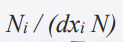 Nᵢ / (dxᵢ N)